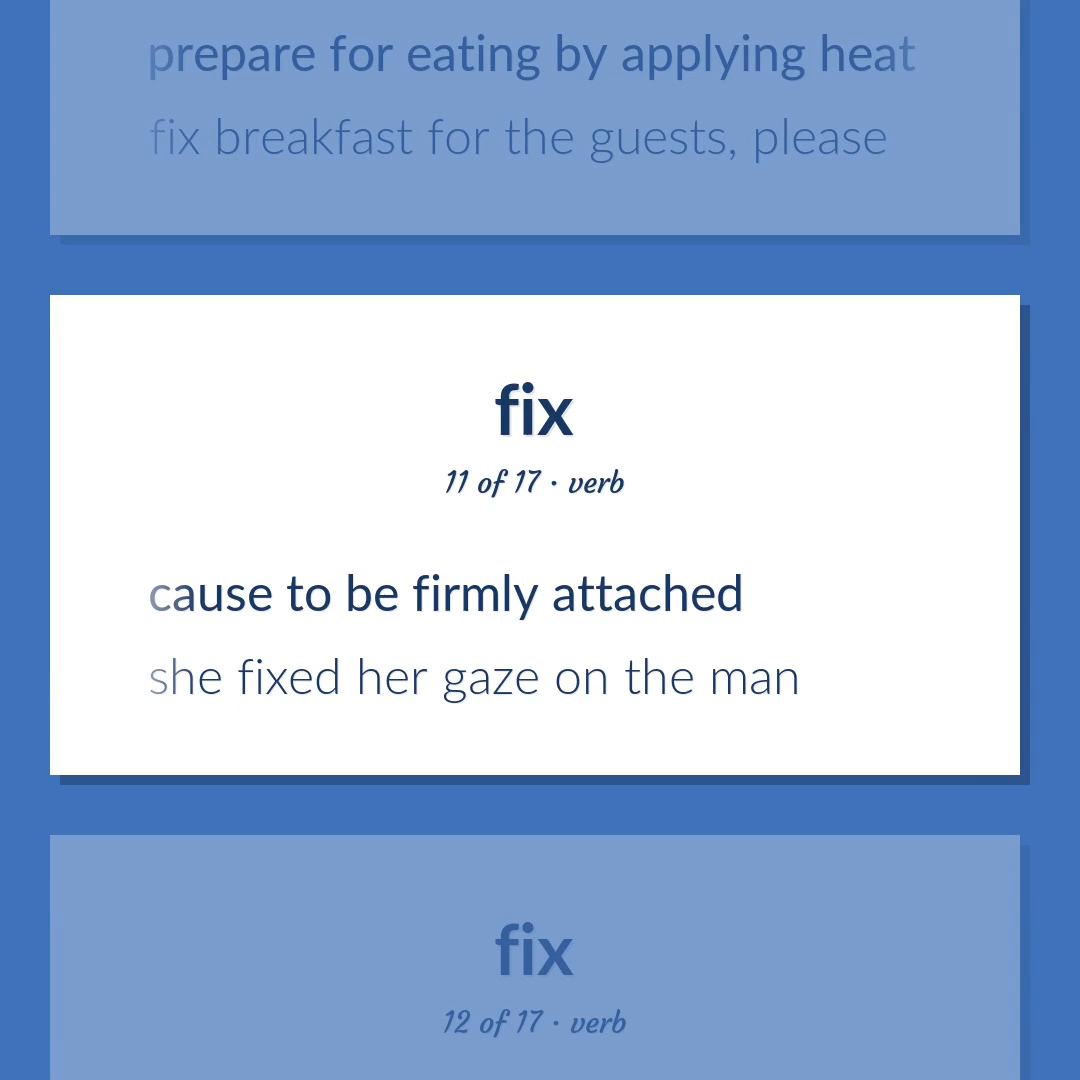 prepare for eating by applying heat
fix breakfast for the guests, please
fix
11 of 17 · verb
cause to be firmly attached
she fixed her gaze on the man
fix
12 of 17 · verb